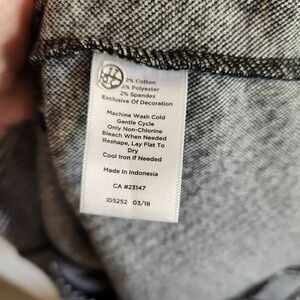 2% Cotton
% Polyester
2% Spandex
Exclusive Of Decoration
Machine Wash Cold
Gentle Cycle
Only Non-Chlorine
Bleach When Needed
Reshape, Lay Flat To
Dry
Cool Iron If Needed
Made In Indonesia
CA #23147
ID5252 03/18